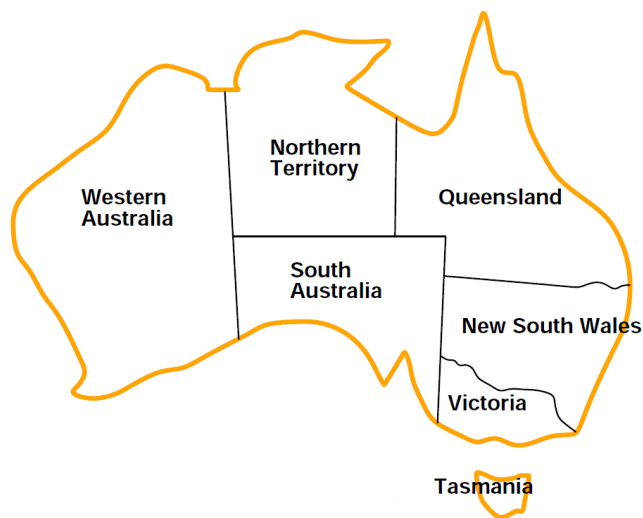 Northern
Territory
Western
Australia
Queensland
South
Australia
New South Wales
Victoria
Tasmania